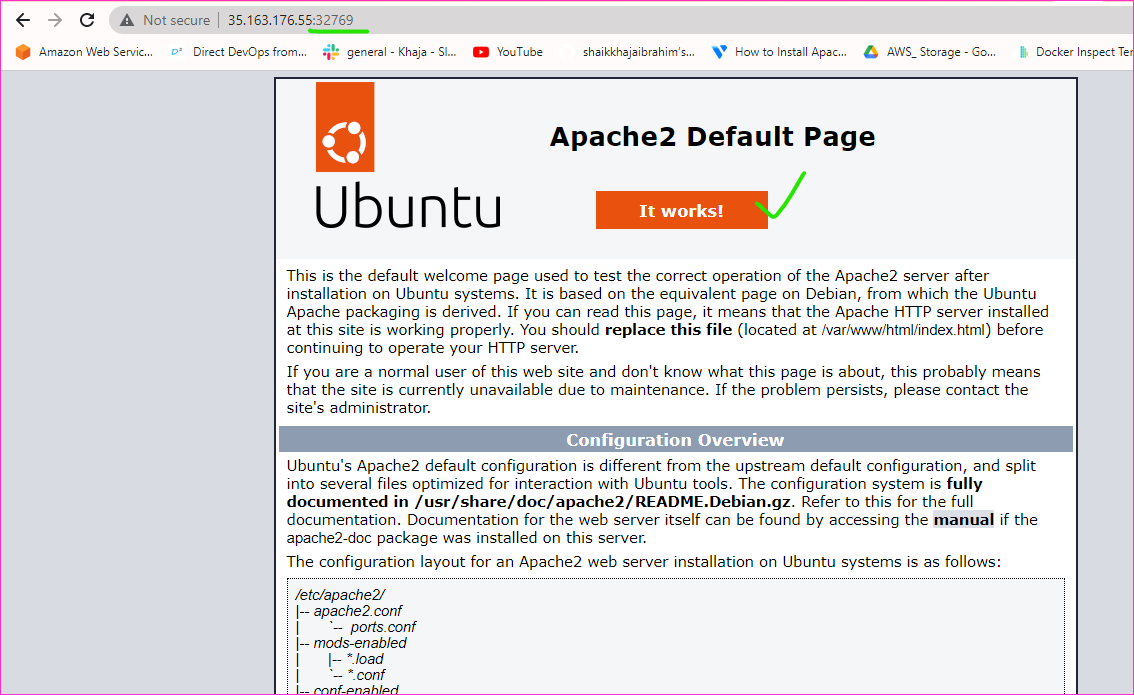 Not secure | 35.163.176.55:32769
Amazon Web Servic... Direct DevOps from... general - Khaja - Sl... YouTube shaikkhajaibrahim's... How to Install Apac... AWS_ Storage - Go... Docker Inspect Ter
Apache2 Default Page
Ubuntu
It works!
This is the default welcome page used to test the correct operation of the Apache2 server after
installation on Ubuntu systems. It is based on the equivalent page on Debian, from which the Ubuntu
Apache packaging is derived. If you can read this page, it means that the Apache HTTP server installed
at this site is working properly. You should replace this file (located at /var/www/html/index.html) before
continuing to operate your HTTP server.
If you are a normal user of this web site and don't know what this page is about, this probably means
that the site is currently unavailable due to maintenance. If the problem persists, please contact the
site's administrator.
Configuration Overview
Ubuntu's Apache2 default configuration is different from the upstream default configuration, and split
into several files optimized for interaction with Ubuntu tools. The configuration system is fully
documented in /usr/share/doc/apache2/README.Debian.gz. Refer to this for the full
documentation. Documentation for the web server itself can be found by accessing the manual if the
apache2-doc package was installed on this server.
The configuration layout for an Apache2 web server installation on Ubuntu systems is as follows:
/etc/apache2/
|-- apache2.conf
|       `--  ports.conf
|-- mods-enabled
|       |-- *.load
|       `-- *.conf
|-- conf-enabled